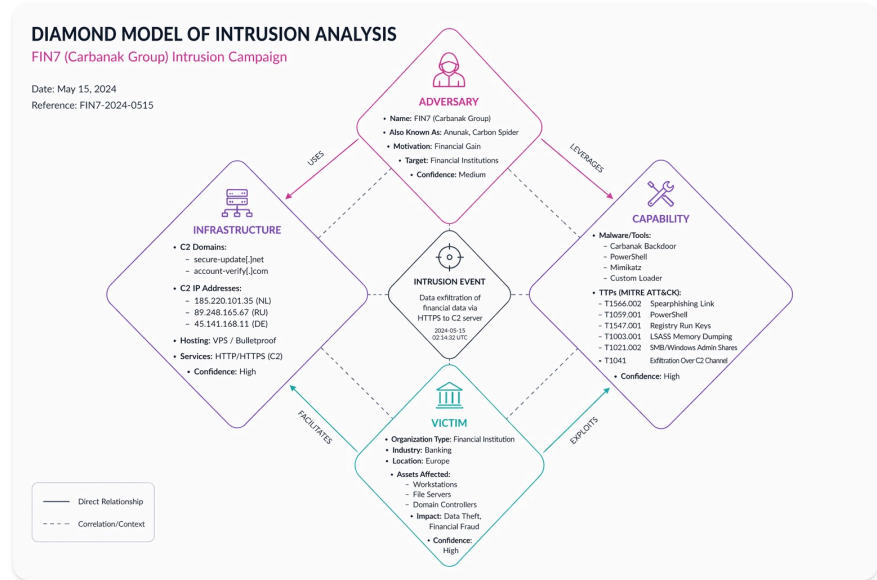 DIAMOND MODEL OF INTRUSION ANALYSIS
FIN7 (Carbanak Group) Intrusion Campaign
Date: May 15, 2024
Reference: FIN7-2024-0515
ADVERSARY
• Name: FIN7 (Carbanak Group)
• Also Known As: Anunak, Carbon Spider
• Motivation: Financial Gain
• Target: Financial Institutions
• Confidence: Medium
USES
LEVERAGES
INFRASTRUCTURE
• C2 Domains:
– secure-update[.]net
– account-verify[.]com
• C2 IP Addresses:
– 185.220.101.35 (NL)
– 89.248.165.67 (RU)
– 45.141.168.11 (DE)
• Hosting: VPS / Bulletproof
• Services: HTTP/HTTPS (C2)
• Confidence: High
INTRUSION EVENT
Data exfiltration of
financial data via
HTTPS to C2 server
2024-05-15
02:14:32 UTC
CAPABILITY
• Malware/Tools:
– Carbanak Backdoor
– PowerShell
– Mimikatz
– Custom Loader
• TTPs (MITRE ATT&CK):
– T1566.002 Spearphishing Link
– T1059.001 PowerShell
– T1547.001 Registry Run Keys
– T1003.001 LSASS Memory Dumping
– T1021.002 SMB/Windows Admin Shares
• T1041 Exfiltration Over C2 Channel
• Confidence: High
FACILITATES
EXPLOITS
VICTIM
• Organization Type: Financial Institution
• Industry: Banking
• Location: Europe
• Assets Affected:
– Workstations
– File Servers
– Domain Controllers
• Impact: Data Theft,
Financial Fraud
• Confidence:
High
Direct Relationship
Correlation/Context